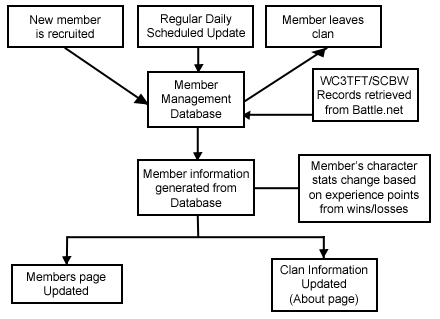 New member
is recruited
Regular Daily
Scheduled Update
Member leaves
clan
Member
Management
Database
WC3TFT/SCBW
Records retrieved
from Battle.net
Member information
generated from
Database
Member's character
stats change based
on experience points
from wins/losses
Members page
Updated
Clan Information
Updated
(About page)